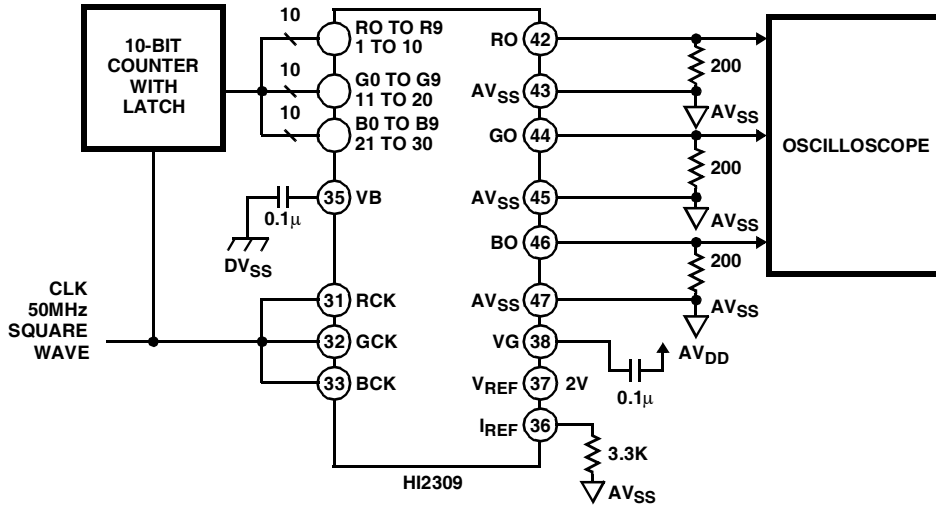 10-BIT
COUNTER
WITH
LATCH
10
10
10
RO TO R9
1 TO 10
G0 TO G9
11 TO 20
B0 TO B9
21 TO 30
35 VB
0.1μ
DVSS
CLK
50MHz
SQUARE
WAVE
31 RCK
32 GCK
33 BCK
RO 42
AVSS 43
GO 44
AVSS 45
BO 46
AVSS 47
VG 38
VREF 37 2V
IREF 36
200
AVSS
200
AVSS
200
AVSS
AVDD
0.1μ
3.3K
AVSS
OSCILLOSCOPE
HI2309